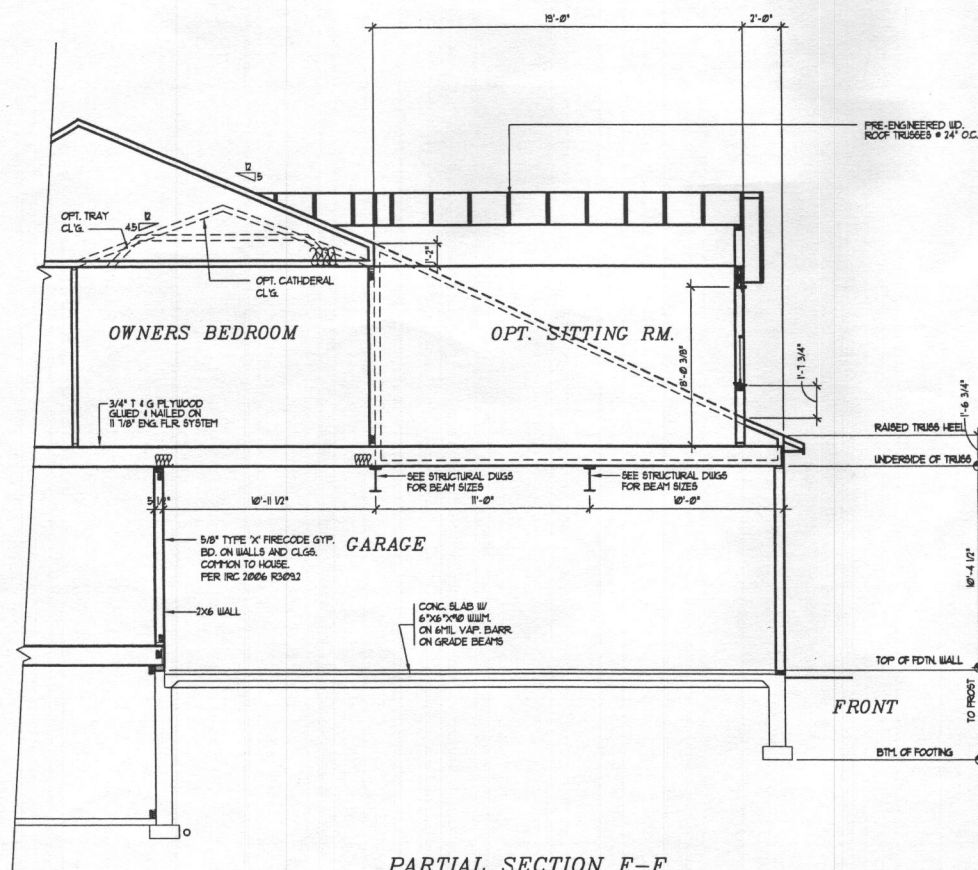 19'-0"
2'-0"
PRE-ENGINEERED WD.
ROOF TRUSSES @ 24" O.C.
12
5
OPT. TRAY
CL'G.
12
4.5
1'-2"
OPT. CATHDERAL
CL'G.
OWNERS BEDROOM
OPT. SITTING RM.
8'-0 3/8"
1'-7 3/4"
1'-6 3/4"
3/4" T & G PLYWOOD
GLUED & NAILED ON
11 7/8" ENG. FLR. SYSTEM
RAISED TRUSS HEEL
UNDERSIDE OF TRUSS
SEE STRUCTURAL DWGS
FOR BEAM SIZES
SEE STRUCTURAL DWGS
FOR BEAM SIZES
5 1/2"
10'-11 1/2"
11'-0"
10'-0"
5/8" TYPE 'X' FIRECODE GYP.
BD. ON WALLS AND CLGS.
COMMON TO HOUSE.
PER IRC 2006 R309.2
GARAGE
10'-4 1/2"
2X6 WALL
CONC. SLAB W/
6"X6"X#10 W.W.M.
ON 6MIL VAP. BARR.
ON GRADE BEAMS
TOP OF FDTN. WALL
FRONT
TO FROST
BTM. OF FOOTING
PARTIAL SECTION